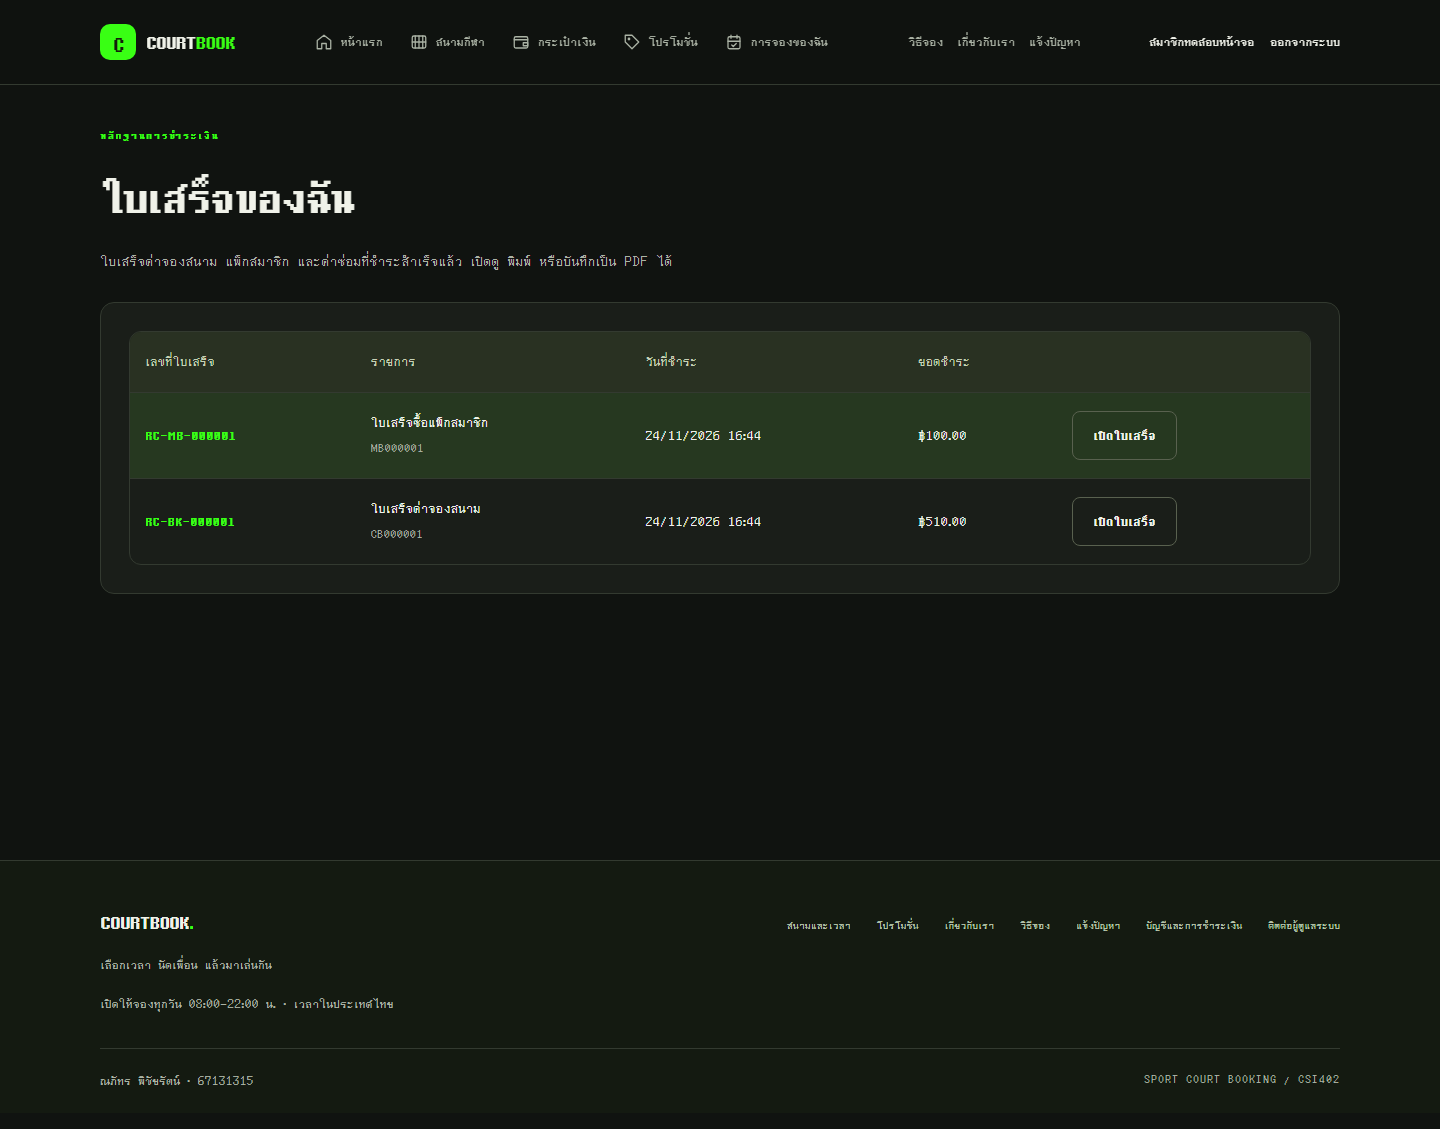 C COURTBOOK
หน้าแรก
สนามกีฬา
กระเป๋าเงิน
โปรโมชั่น
การจองของฉัน
วิธีจอง
เกี่ยวกับเรา
แจ้งปัญหา
สมาชิกทดสอบหน้าจอ
ออกจากระบบ
หลักฐานการชำระเงิน
ใบเสร็จของฉัน
ใบเสร็จค่าจองสนาม แพ็กสมาชิก และค่าซ่อมที่ชำระสำเร็จแล้ว เปิดดู พิมพ์ หรือบันทึกเป็น PDF ได้
เลขที่ใบเสร็จ รายการ วันที่ชำระ ยอดชำระ
RC-MB-000001 ใบเสร็จซื้อแพ็กสมาชิก 24/11/2026 16:44 ฿100.00 เปิดใบเสร็จ
MB000001
RC-BK-000001 ใบเสร็จค่าจองสนาม 24/11/2026 16:44 ฿510.00 เปิดใบเสร็จ
CB000001
COURTBOOK.
สนามและเวลา โปรโมชั่น เกี่ยวกับเรา วิธีจอง แจ้งปัญหา บัญชีและการชำระเงิน ติดต่อผู้ดูแลระบบ
เลือกเวลา นัดเพื่อน แล้วมาเล่นกัน
เปิดให้จองทุกวัน 08:00–22:00 น. · เวลาในประเทศไทย
ณภัทร พิชัยรัตน์ · 67131315
SPORT COURT BOOKING / CSI402